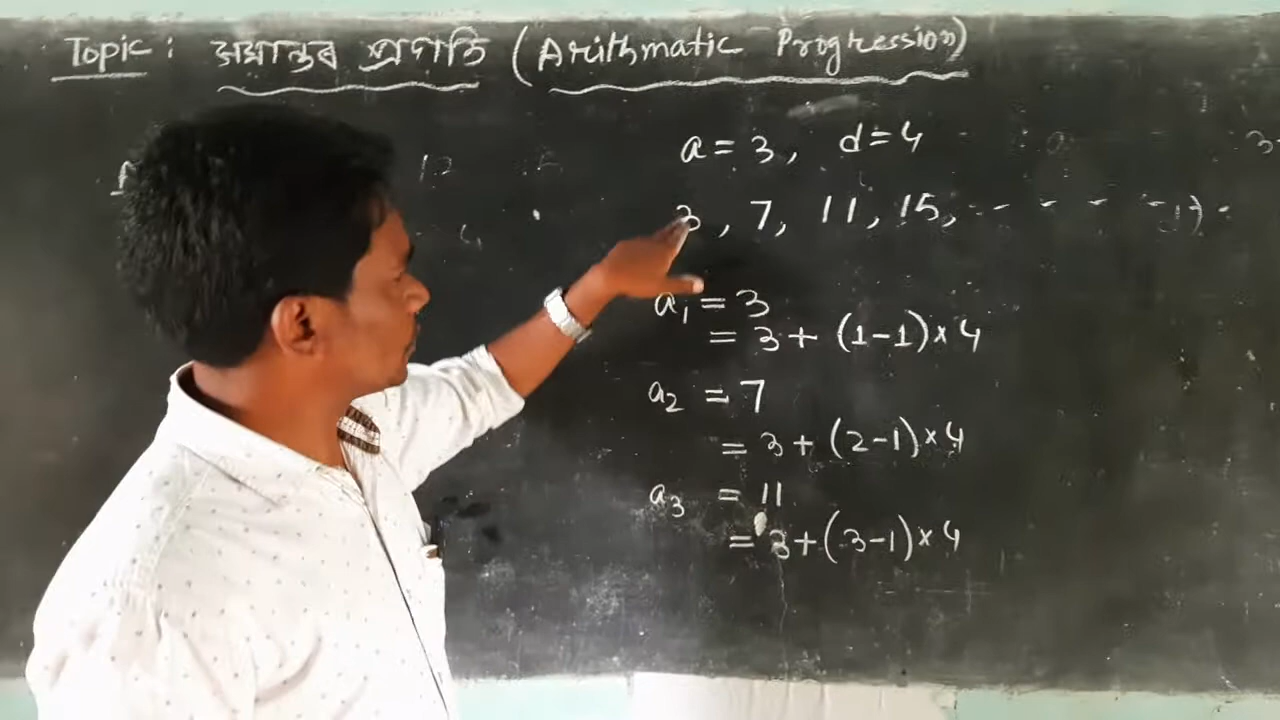 Topic: সমান্তৰ প্ৰগতি (Arithmatic Progression)
a = 3, d = 4
3, 7, 11, 15, - - - -
a₁ = 3
= 3 + (1-1) × 4
a₂ = 7
= 3 + (2-1) × 4
a₃ = 11
= 3 + (3-1) × 4